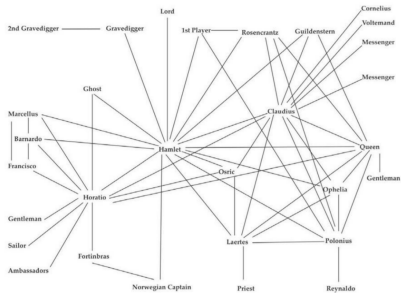 Cornelius
Lord
2nd Gravedigger
Gravedigger
1st Player
Rosencrantz
Guildenstern
Voltemand
Messenger
Messenger
Ghost
Claudius
Marcellus
Barnardo
Hamlet
Queen
Francisco
Osric
Gentleman
Horatio
Ophelia
Gentleman
Laertes
Polonius
Sailor
Fortinbras
Ambassadors
Norwegian Captain
Priest
Reynaldo